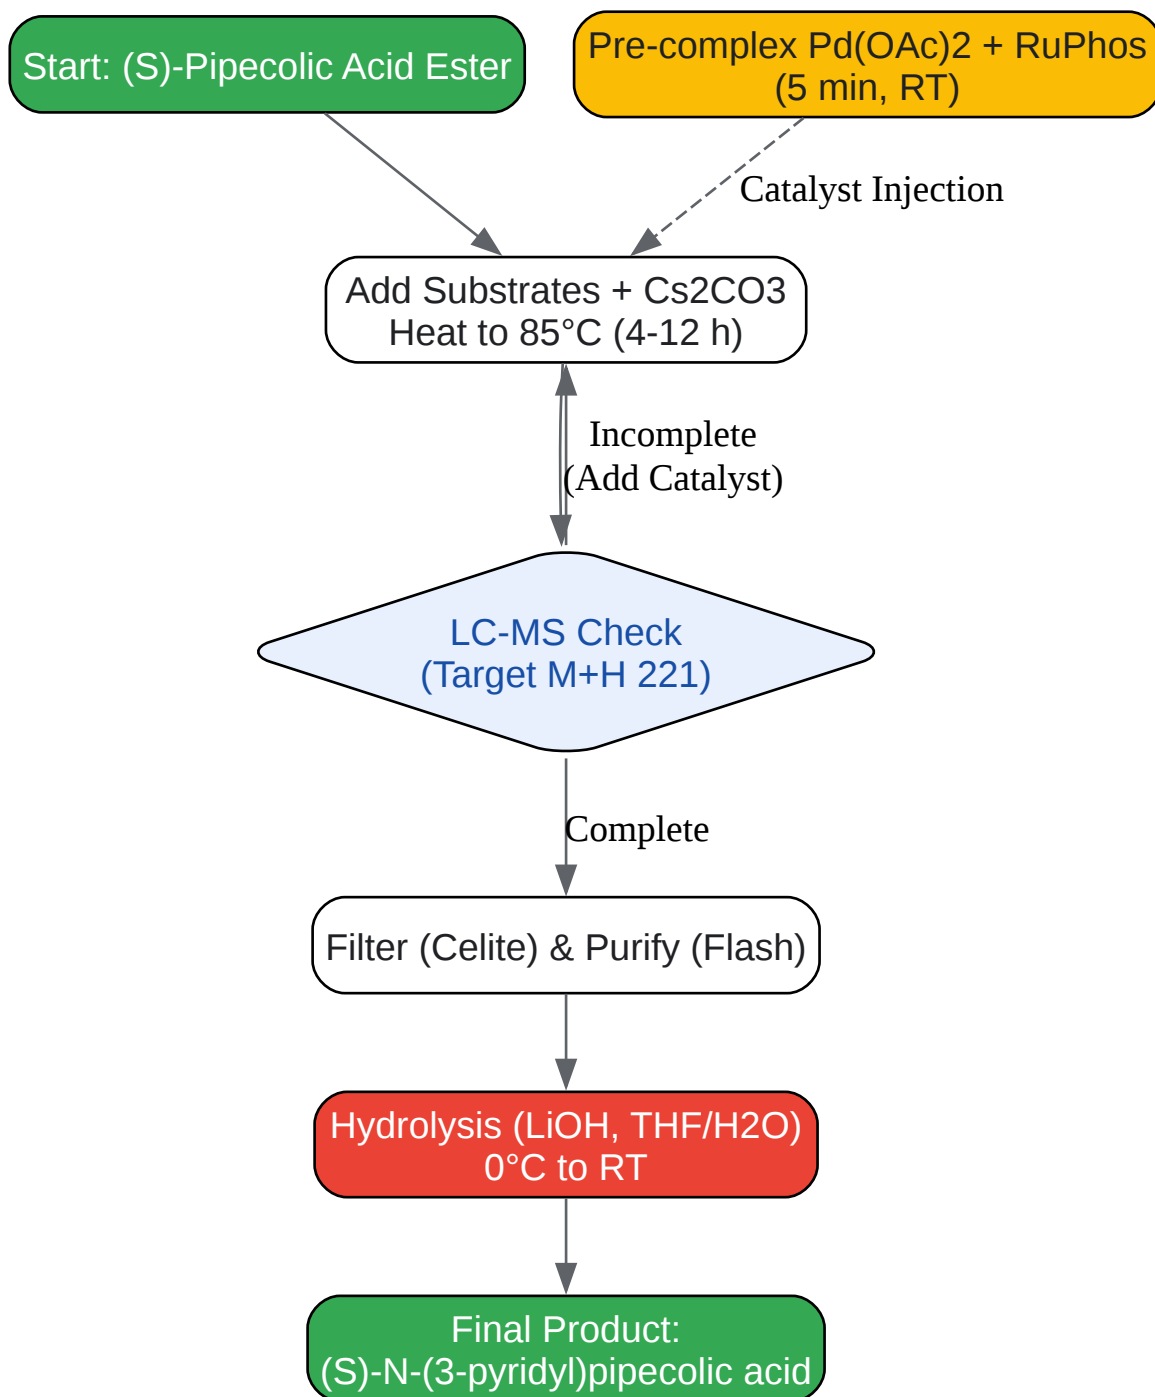 Start: (S)-Pipecolic Acid Ester
Pre-complex Pd(OAc)2 + RuPhos
(5 min, RT)
Catalyst Injection
Add Substrates + Cs2CO3
Heat to 85°C (4-12 h)
Incomplete
(Add Catalyst)
LC-MS Check
(Target M+H 221)
Complete
Filter (Celite) & Purify (Flash)
Hydrolysis (LiOH, THF/H2O)
0°C to RT
Final Product:
(S)-N-(3-pyridyl)pipecolic acid